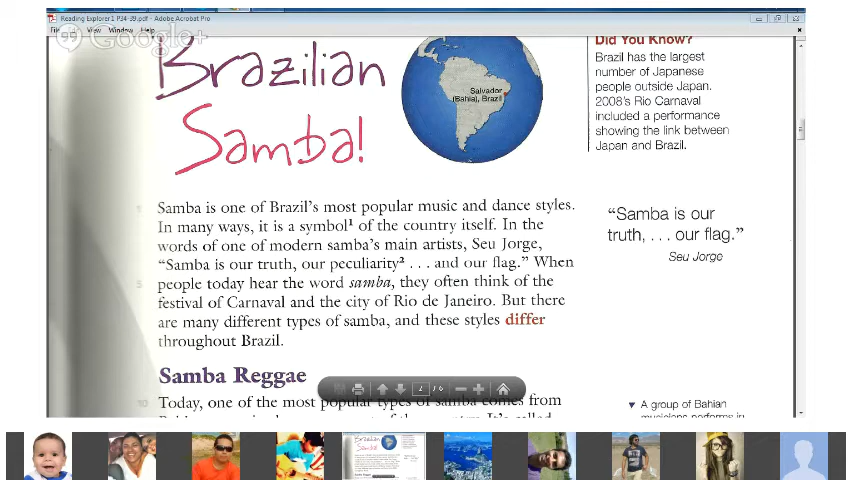 Reading Explorer1 P34-39.pdf - Adobe Acrobat Pro
View Window Help
Google+
Brazilian
Samba!
Salvador
(Bahia), Brazil
Did You Know?
Brazil has the largest
number of Japanese
people outside Japan.
2008's Rio Carnaval
included a performance
showing the link between
Japan and Brazil.
Samba is one of Brazil's most popular music and dance styles.
In many ways, it is a symbol¹ of the country itself. In the
words of one of modern samba's main artists, Seu Jorge,
"Samba is our truth, our peculiarity² . . . and our flag." When
5 people today hear the word samba, they often think of the
festival of Carnaval and the city of Rio de Janeiro. But there
are many different types of samba, and these styles differ
throughout Brazil.
"Samba is our
truth, . . . our flag."
Seu Jorge
Samba Reggae
10 Today, one of the most popular types of samba comes from
2 / 6
▼ A group of Bahian
musicians performs in